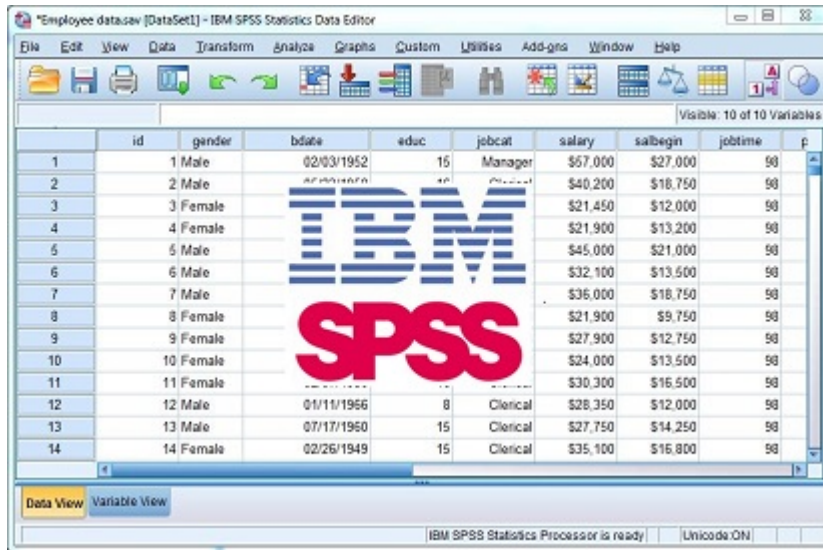 *Employee data.sav [DataSet1] - IBM SPSS Statistics Data Editor
File Edit View Data Transform Analyze Graphs Custom Utilities Add-ons Window Help
Visible: 10 of 10 Variables
id gender bdate educ jobcat salary salbegin jobtime p
1 1 Male 02/03/1952 15 Manager $57,000 $27,000 98
2 2 Male $40,200 $18,750 98
3 3 Female $21,450 $12,000 98
4 4 Female $21,900 $13,200 98
5 5 Male $45,000 $21,000 98
6 6 Male $32,100 $13,500 98
7 7 Male $36,000 $18,750 98
8 8 Female $21,900 $9,750 98
9 9 Female $27,900 $12,750 98
10 10 Female $24,000 $13,500 98
11 11 Female $30,300 $16,500 98
12 12 Male 01/11/1966 8 Clerical $28,350 $12,000 98
13 13 Male 07/17/1960 15 Clerical $27,750 $14,250 98
14 14 Female 02/26/1949 15 Clerical $35,100 $16,800 98
IBM
SPSS
Data View Variable View
IBM SPSS Statistics Processor is ready Unicode:ON